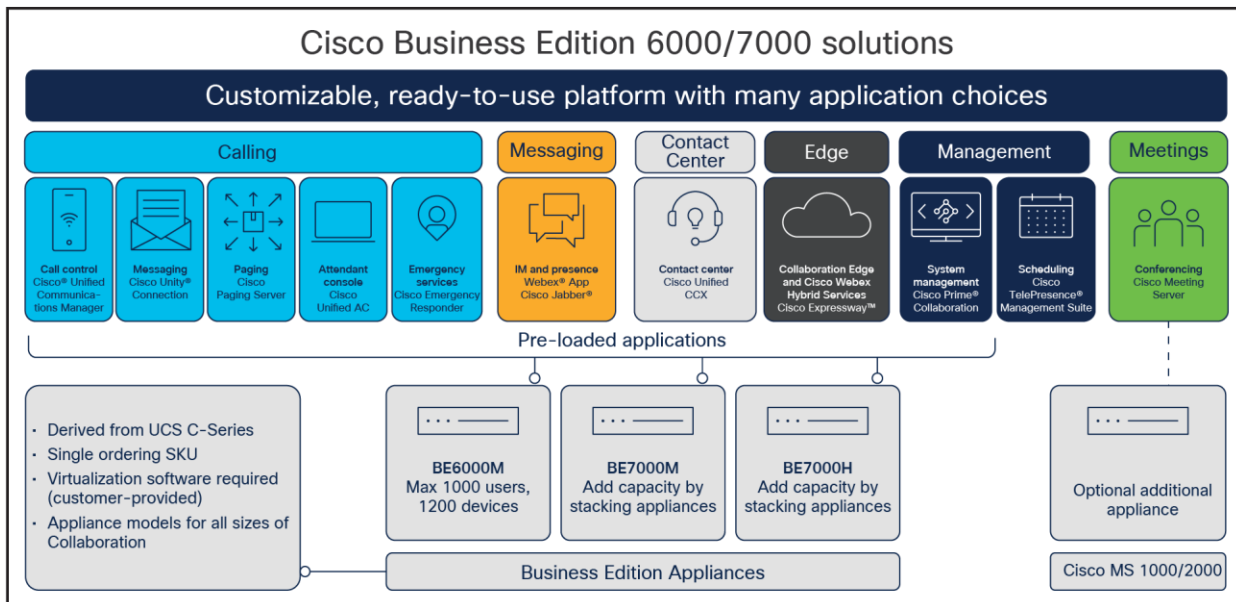 Cisco Business Edition 6000/7000 solutions
Customizable, ready-to-use platform with many application choices
Calling
Call control
Cisco® Unified
Communica-
tions Manager
Messaging
Cisco Unity®
Connection
Paging
Cisco
Paging Server
Attendant
console
Cisco
Unified AC
Emergency
services
Cisco Emergency
Responder
Messaging
IM and presence
Webex® App
Cisco Jabber®
Contact
Center
Contact center
Cisco Unified
CCX
Edge
Collaboration Edge
and Cisco Webex
Hybrid Services
Cisco Expressway™
Management
System
management
Cisco Prime®
Collaboration
Scheduling
Cisco
TelePresence®
Management Suite
Meetings
Conferencing
Cisco Meeting
Server
Pre-loaded applications
· Derived from UCS C-Series
· Single ordering SKU
· Virtualization software required
(customer-provided)
· Appliance models for all sizes of
Collaboration
BE6000M
Max 1000 users,
1200 devices
BE7000M
Add capacity by
stacking appliances
BE7000H
Add capacity by
stacking appliances
Optional additional
appliance
Business Edition Appliances
Cisco MS 1000/2000